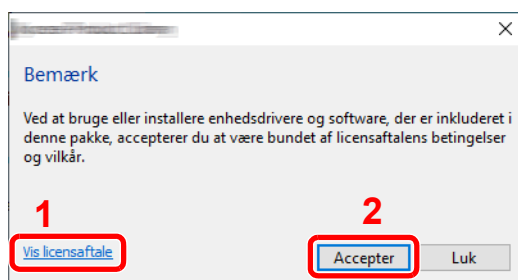 Bemærk
Ved at bruge eller installere enhedsdrivere og software, der er inkluderet i
denne pakke, accepterer du at være bundet af licensaftalens betingelser
og vilkår.
1
2
Vis licensaftale
Accepter
Luk